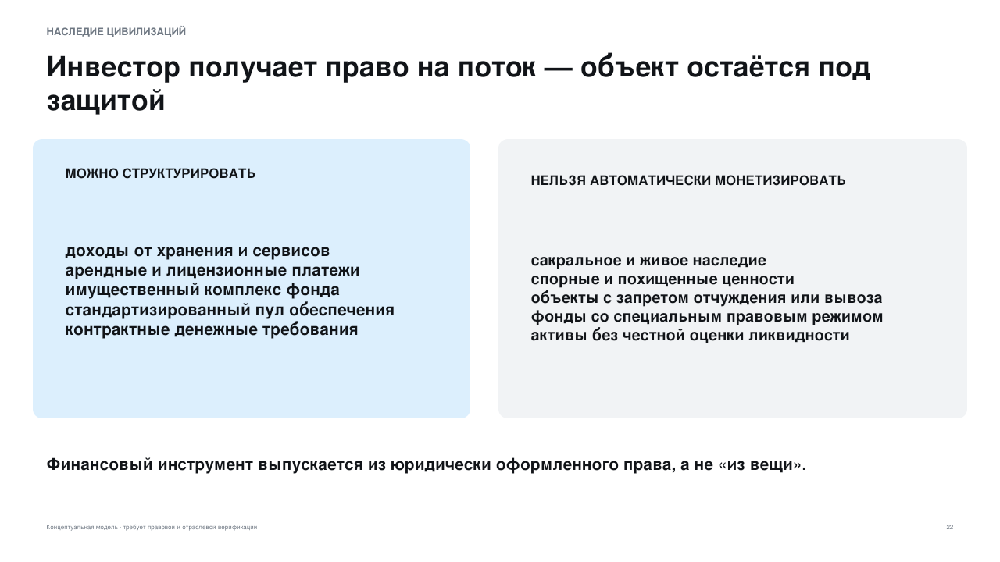 НАСЛЕДИЕ ЦИВИЛИЗАЦИЙ
Инвестор получает право на поток — объект остаётся под
защитой
МОЖНО СТРУКТУРИРОВАТЬ
доходы от хранения и сервисов
арендные и лицензионные платежи
имущественный комплекс фонда
стандартизированный пул обеспечения
контрактные денежные требования
НЕЛЬЗЯ АВТОМАТИЧЕСКИ МОНЕТИЗИРОВАТЬ
сакральное и живое наследие
спорные и похищенные ценности
объекты с запретом отчуждения или вывоза
фонды со специальным правовым режимом
активы без честной оценки ликвидности
Финансовый инструмент выпускается из юридически оформленного права, а не «из вещи».
Концептуальная модель · требует правовой и отраслевой верификации
22